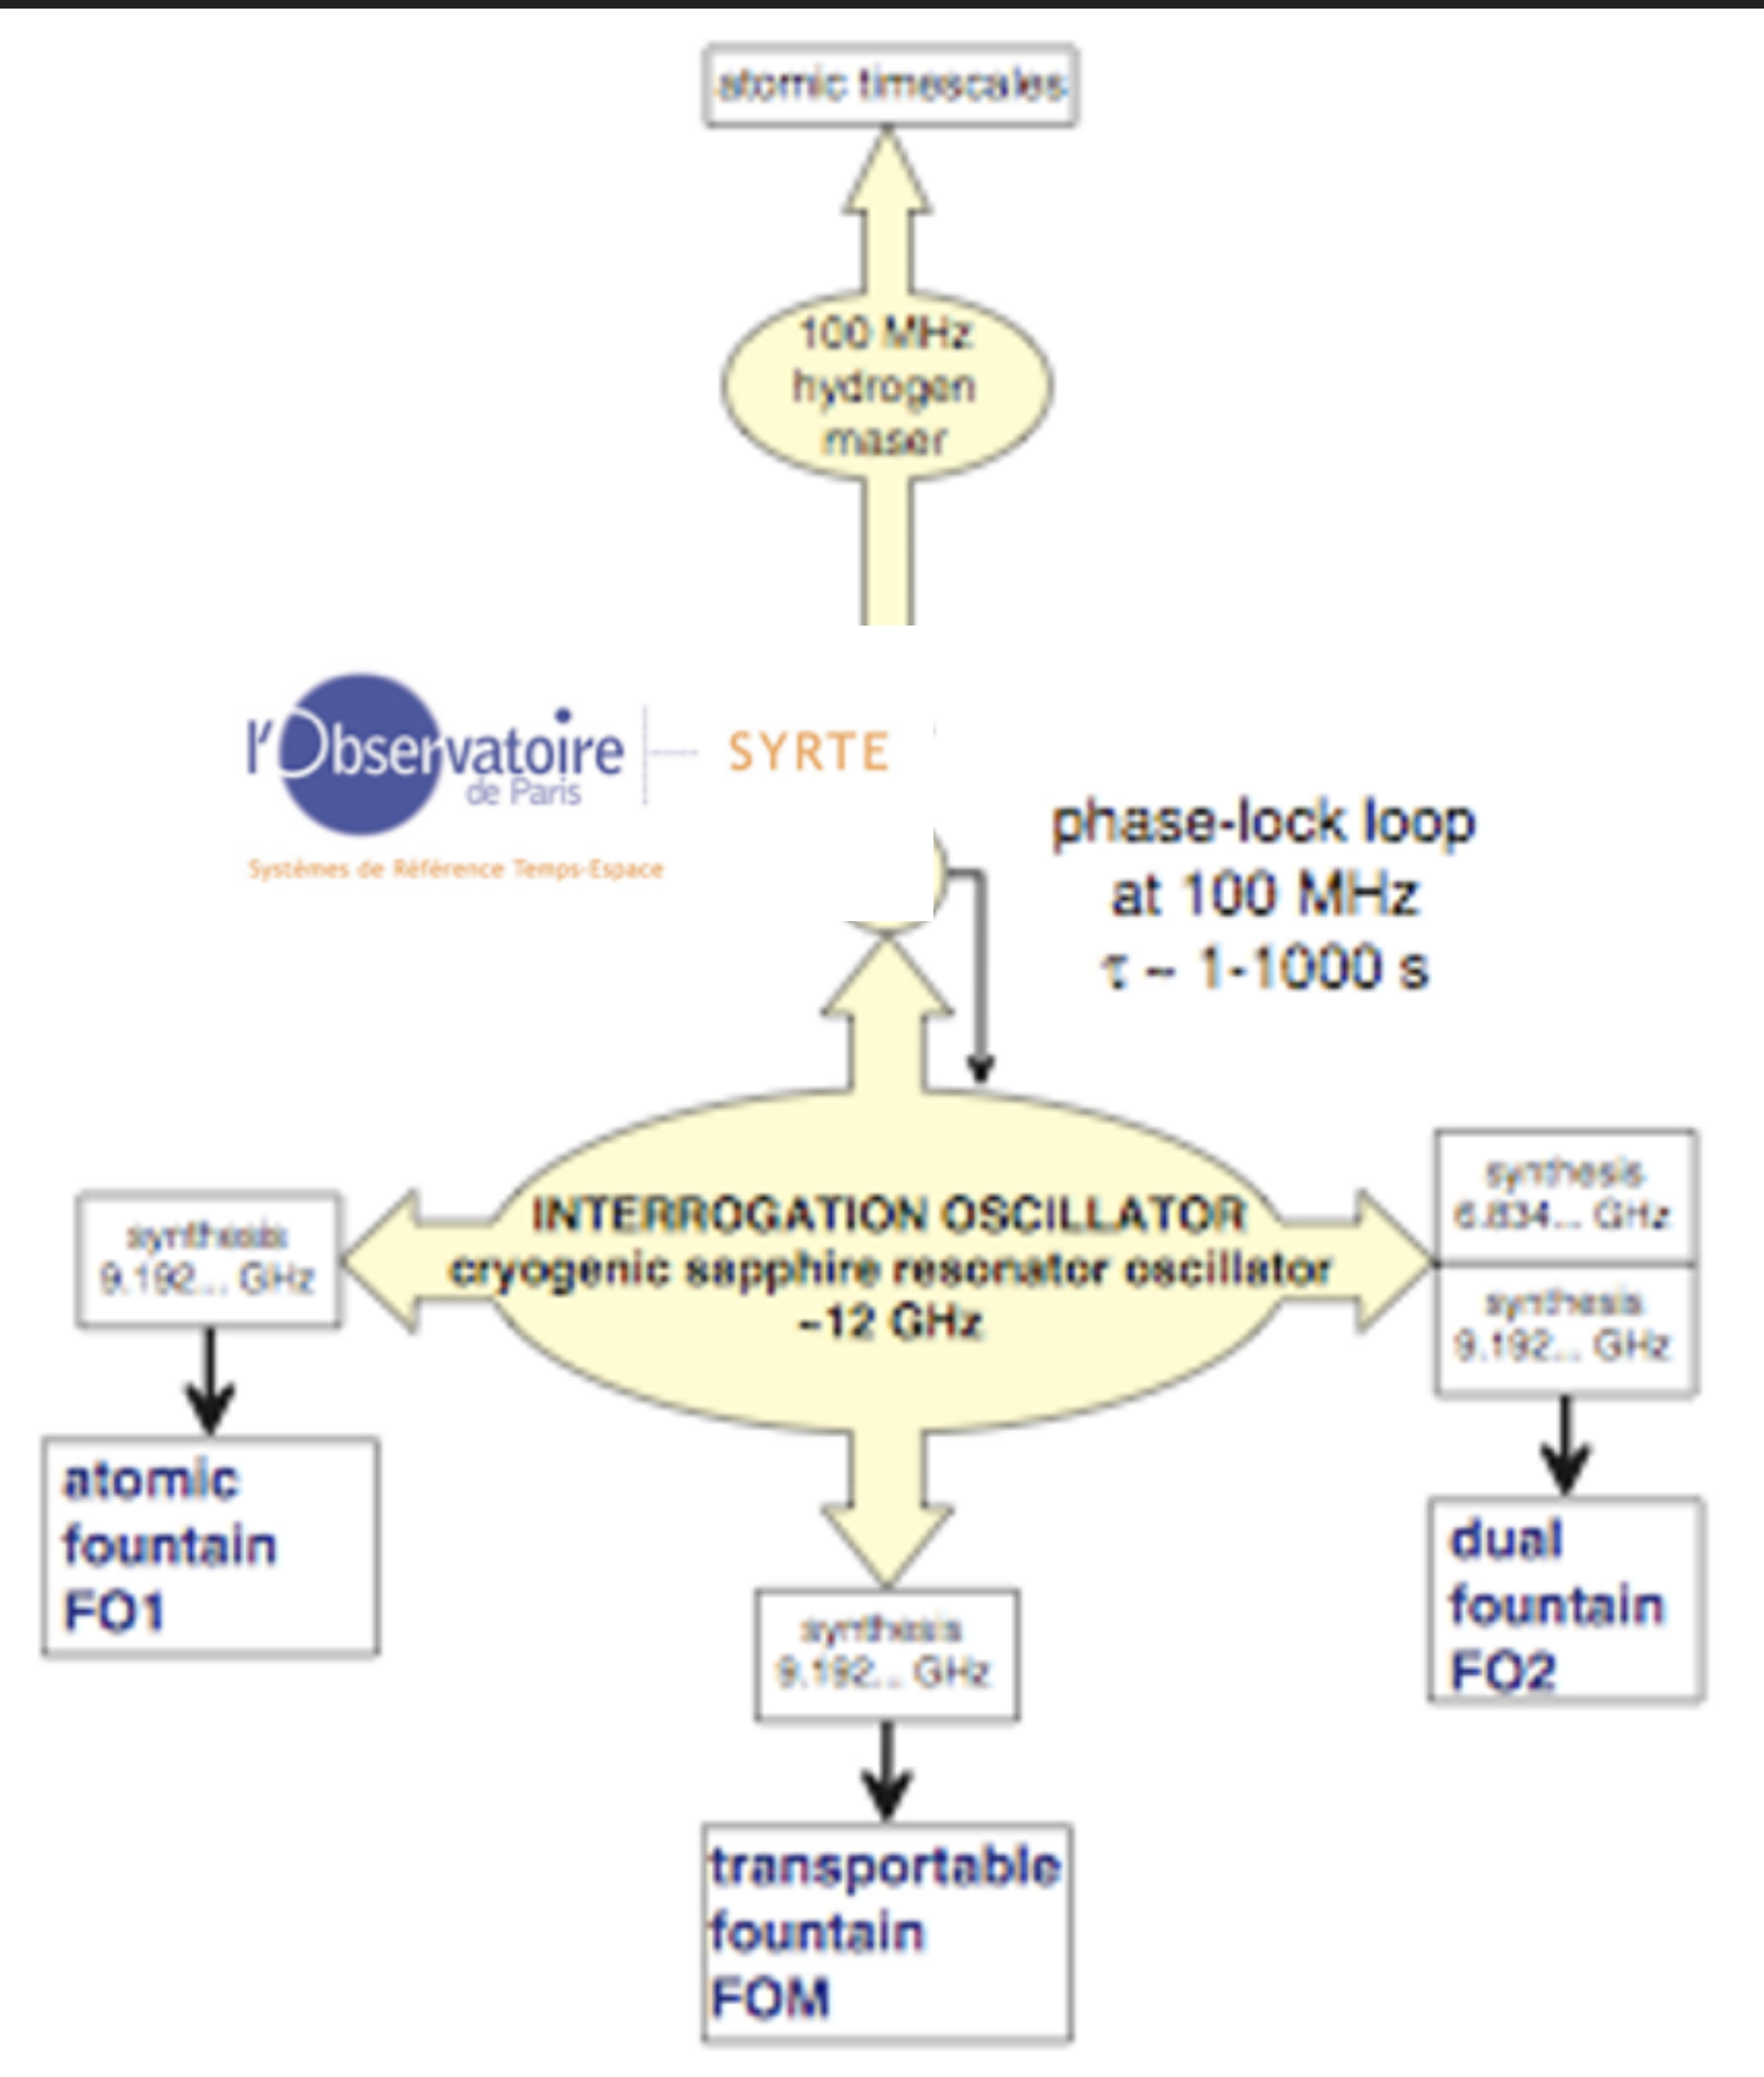 atomic timescales
100 MHz
hydrogen
maser
l'Observatoire
de Paris
SYRTE
Systèmes de Référence Temps-Espace
phase-lock loop
at 100 MHz
τ ~ 1-1000 s
INTERROGATION OSCILLATOR
cryogenic sapphire resonator oscillator
~12 GHz
synthesis
9.192... GHz
atomic
fountain
FO1
synthesis
6.834... GHz
synthesis
9.192... GHz
dual
fountain
FO2
synthesis
9.192... GHz
transportable
fountain
FOM